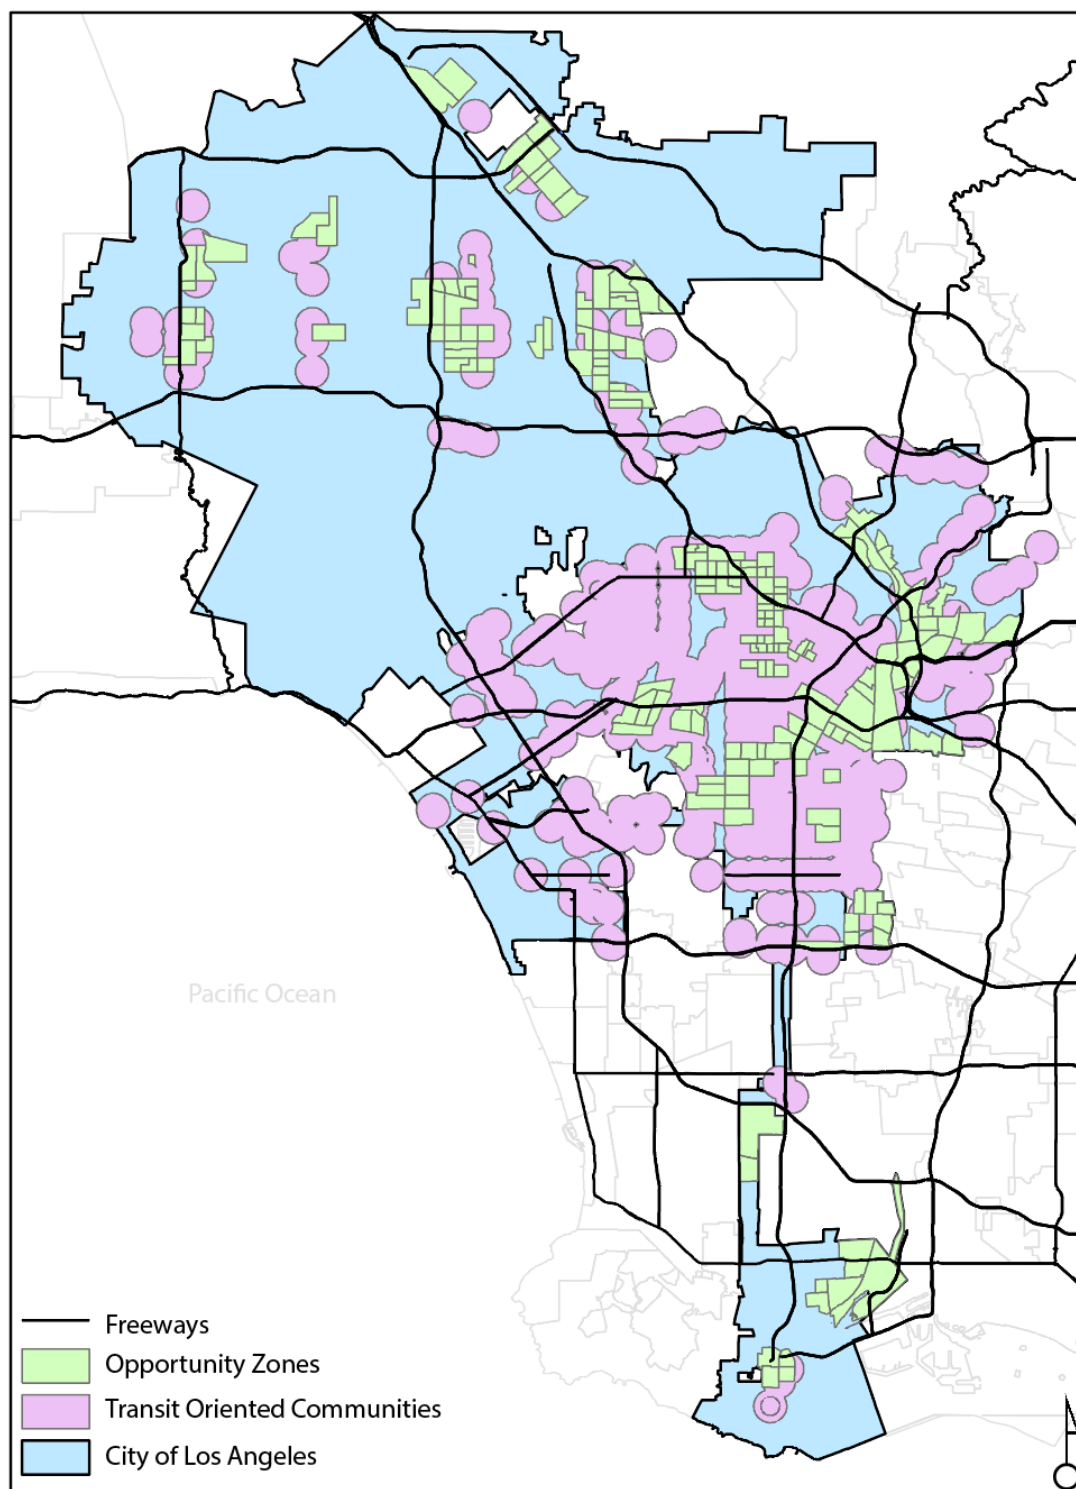 Pacific Ocean
Freeways
Opportunity Zones
Transit Oriented Communities
City of Los Angeles